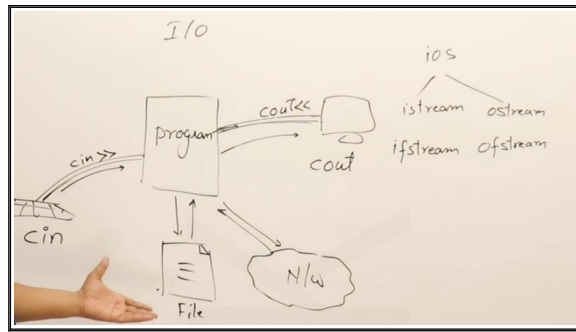 I/O
ios
istream ostream
ifstream ofstream
program
cout<<
cout
cin>>
cin
File
N/W